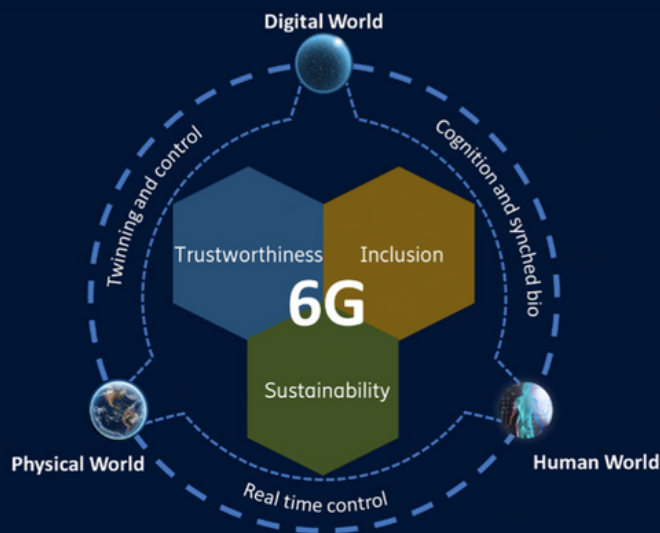 Digital World
Twinning and control
Cognition and synched bio
Trustworthiness
Inclusion
6G
Sustainability
Physical World
Human World
Real time control